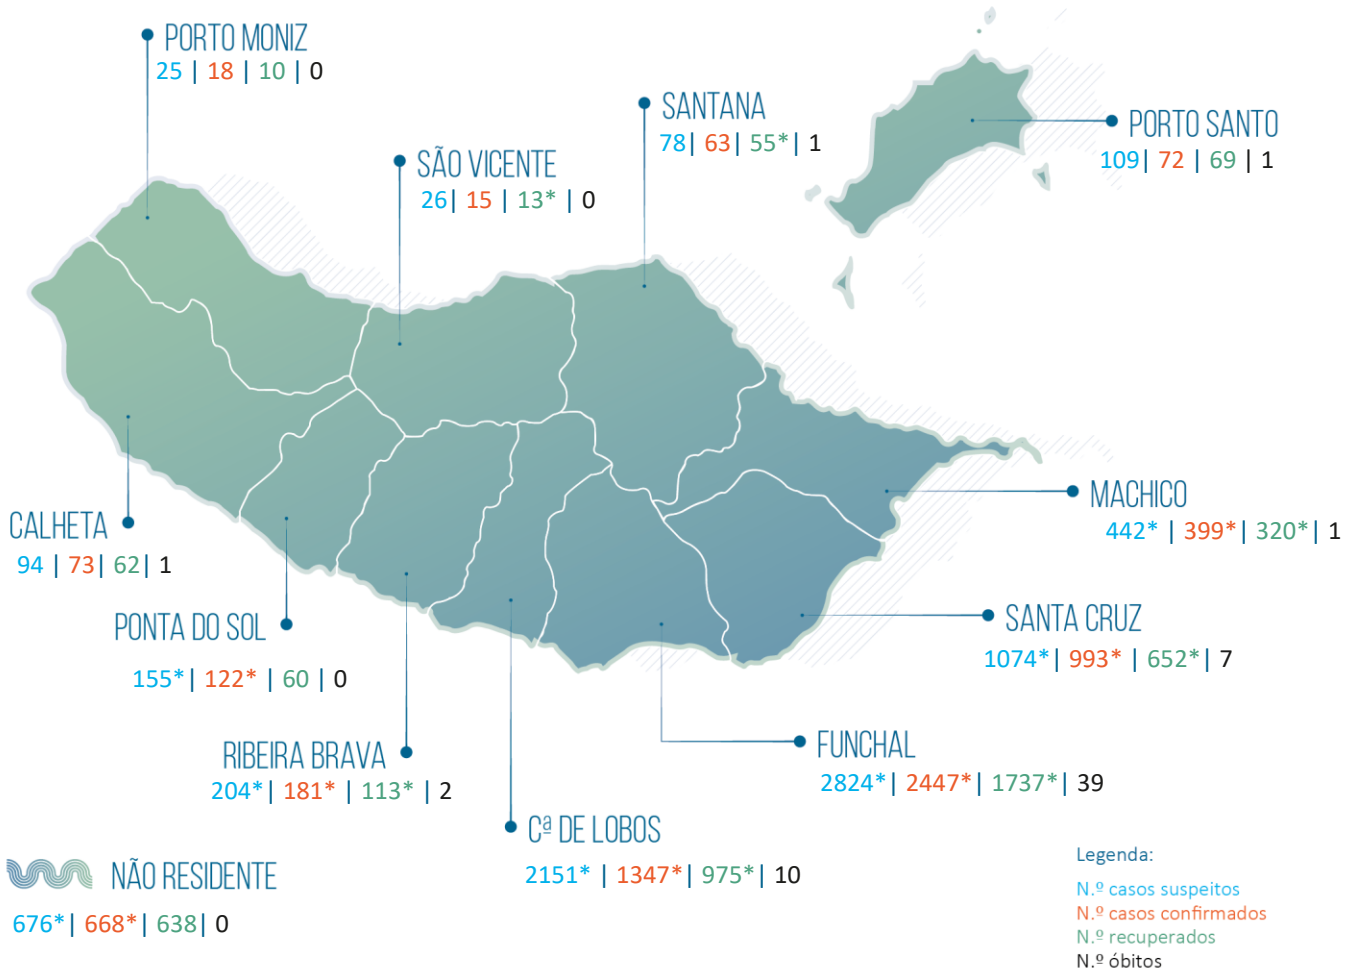 PORTO MONIZ
25 | 18 | 10 | 0
SANTANA
78| 63| 55*| 1
PORTO SANTO
109| 72 | 69 | 1
SÃO VICENTE
26| 15 | 13* | 0
MACHICO
442* | 399*| 320*| 1
CALHETA
94 | 73| 62| 1
PONTA DO SOL
155*| 122* | 60 | 0
SANTA CRUZ
1074*| 993* | 652*| 7
RIBEIRA BRAVA
204*| 181* | 113* | 2
FUNCHAL
2824*| 2447*| 1737*| 39
Cª DE LOBOS
2151* | 1347*| 975*| 10
NÃO RESIDENTE
676*| 668*| 638| 0
Legenda:
N.º casos suspeitos
N.º casos confirmados
N.º recuperados
N.º óbitos